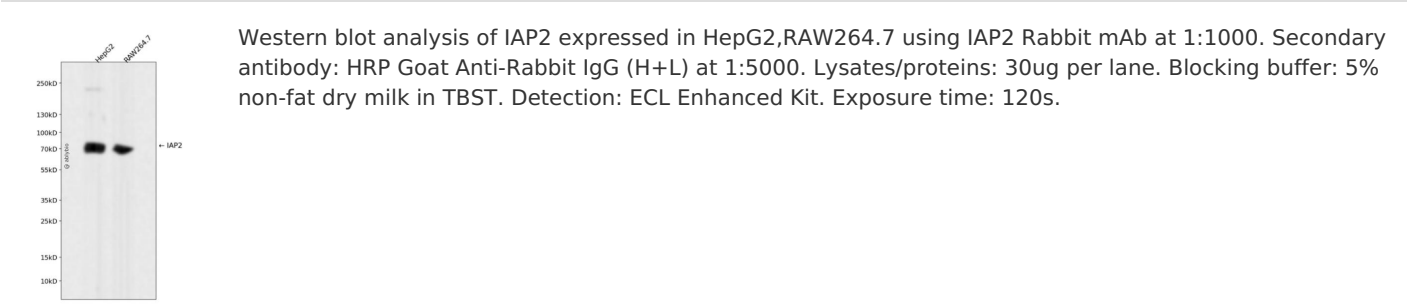 HepG2
RAW264.7
250kD
130kD
100kD
70kD
55kD
35kD
25kD
15kD
10kD
← IAP2
Western blot analysis of IAP2 expressed in HepG2,RAW264.7 using IAP2 Rabbit mAb at 1:1000. Secondary
antibody: HRP Goat Anti-Rabbit IgG (H+L) at 1:5000. Lysates/proteins: 30ug per lane. Blocking buffer: 5%
non-fat dry milk in TBST. Detection: ECL Enhanced Kit. Exposure time: 120s.